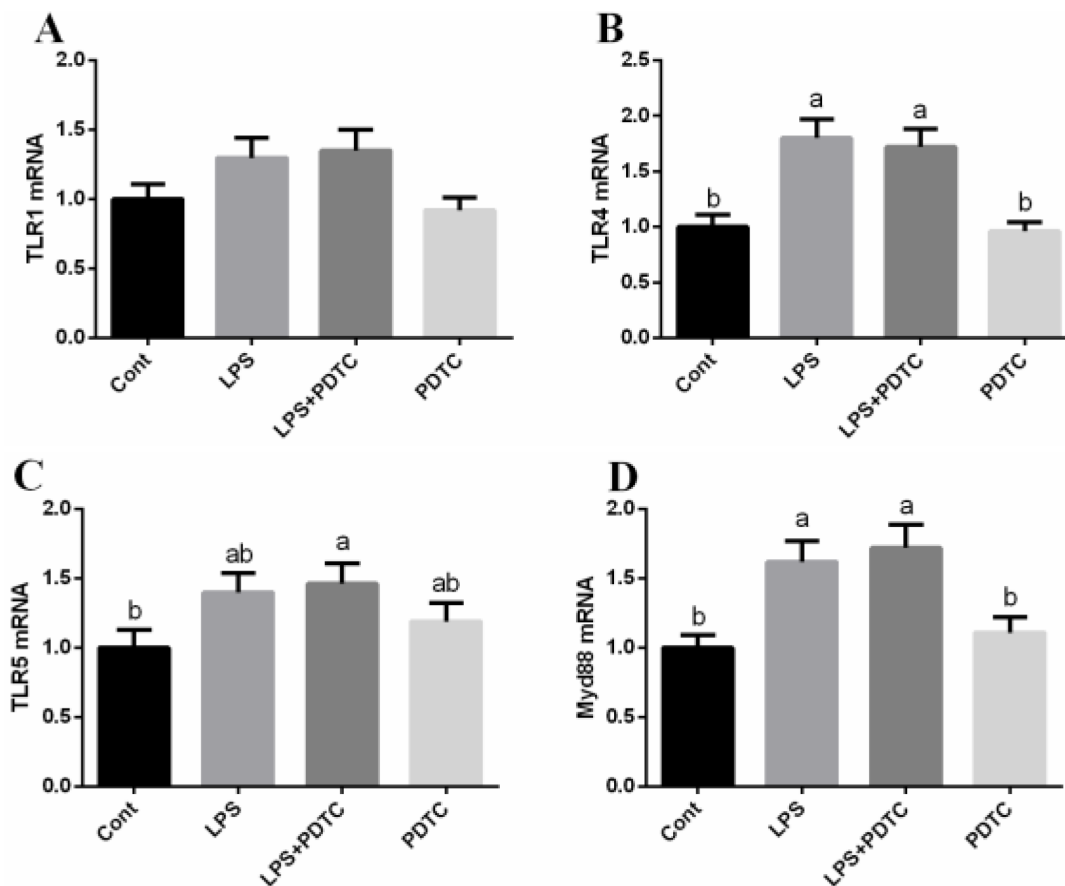 A
TLR1 mRNA
2.0
1.5
1.0
0.5
0.0
Cont
LPS
LPS+PDTC
PDTC
B
TLR4 mRNA
2.5
2.0
1.5
1.0
0.5
0.0
b
a
a
b
Cont
LPS
LPS+PDTC
PDTC
C
TLR5 mRNA
2.0
1.5
1.0
0.5
0.0
b
ab
a
ab
Cont
LPS
LPS+PDTC
PDTC
D
Myd88 mRNA
2.0
1.5
1.0
0.5
0.0
b
a
a
b
Cont
LPS
LPS+PDTC
PDTC